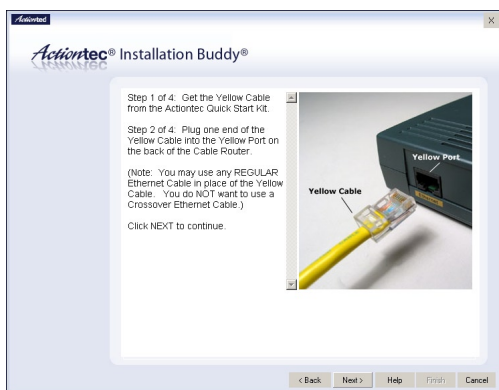 Actiontec
X
Actiontec® Installation Buddy®
Step 1 of 4: Get the Yellow Cable
from the Actiontec Quick Start Kit.
Step 2 of 4: Plug one end of the
Yellow Cable into the Yellow Port on
the back of the Cable Router.
(Note: You may use any REGULAR
Ethernet Cable in place of the Yellow
Cable. You do NOT want to use a
Crossover Ethernet Cable.)
Click NEXT to continue.
Yellow Port
ETHERNET
Yellow Cable
< Back
Next >
Help
Finish
Cancel